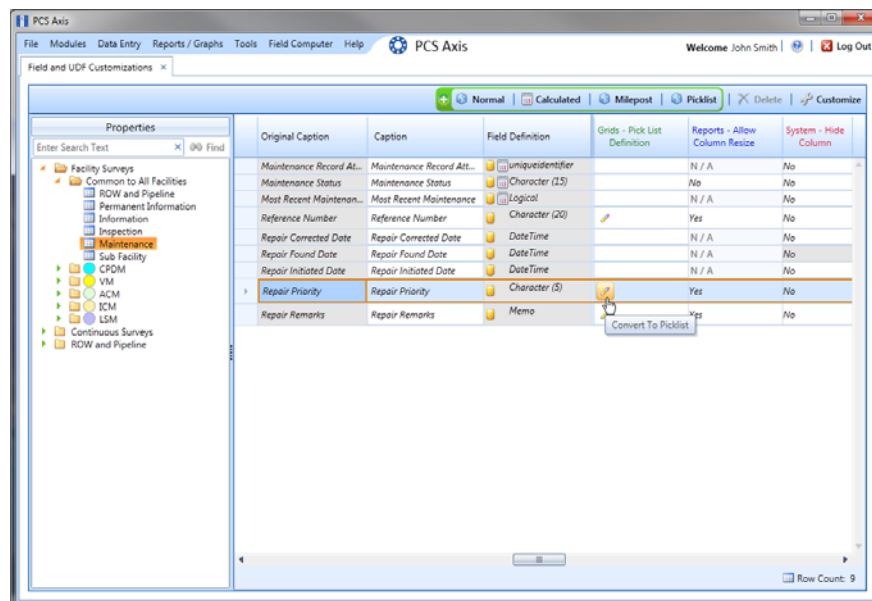 PCS Axis
File Modules Data Entry Reports / Graphs Tools Field Computer Help PCS Axis Welcome John Smith Log Out
Field and UDF Customizations ×
Normal Calculated Milepost Picklist Delete Customize
Properties
Enter Search Text × Find
Facility Surveys
Common to All Facilities
ROW and Pipeline
Permanent Information
Information
Inspection
Maintenance
Sub Facility
CPDM
VM
ACM
ICM
LSM
Continuous Surveys
ROW and Pipeline
Original Caption Caption Field Definition Grids - Pick List Definition Reports - Allow Column Resize System - Hide Column
Maintenance Record At... Maintenance Record Att... uniqueidentifier N / A No
Maintenance Status Maintenance Status Character (15) No No
Most Recent Maintenan... Most Recent Maintenance Logical N / A No
Reference Number Reference Number Character (20) Yes No
Repair Corrected Date Repair Corrected Date DateTime N / A No
Repair Found Date Repair Found Date DateTime N / A No
Repair Initiated Date Repair Initiated Date DateTime N / A No
Repair Priority Repair Priority Character (5) Yes No
Repair Remarks Repair Remarks Memo Yes No
Convert To Picklist
Row Count: 9